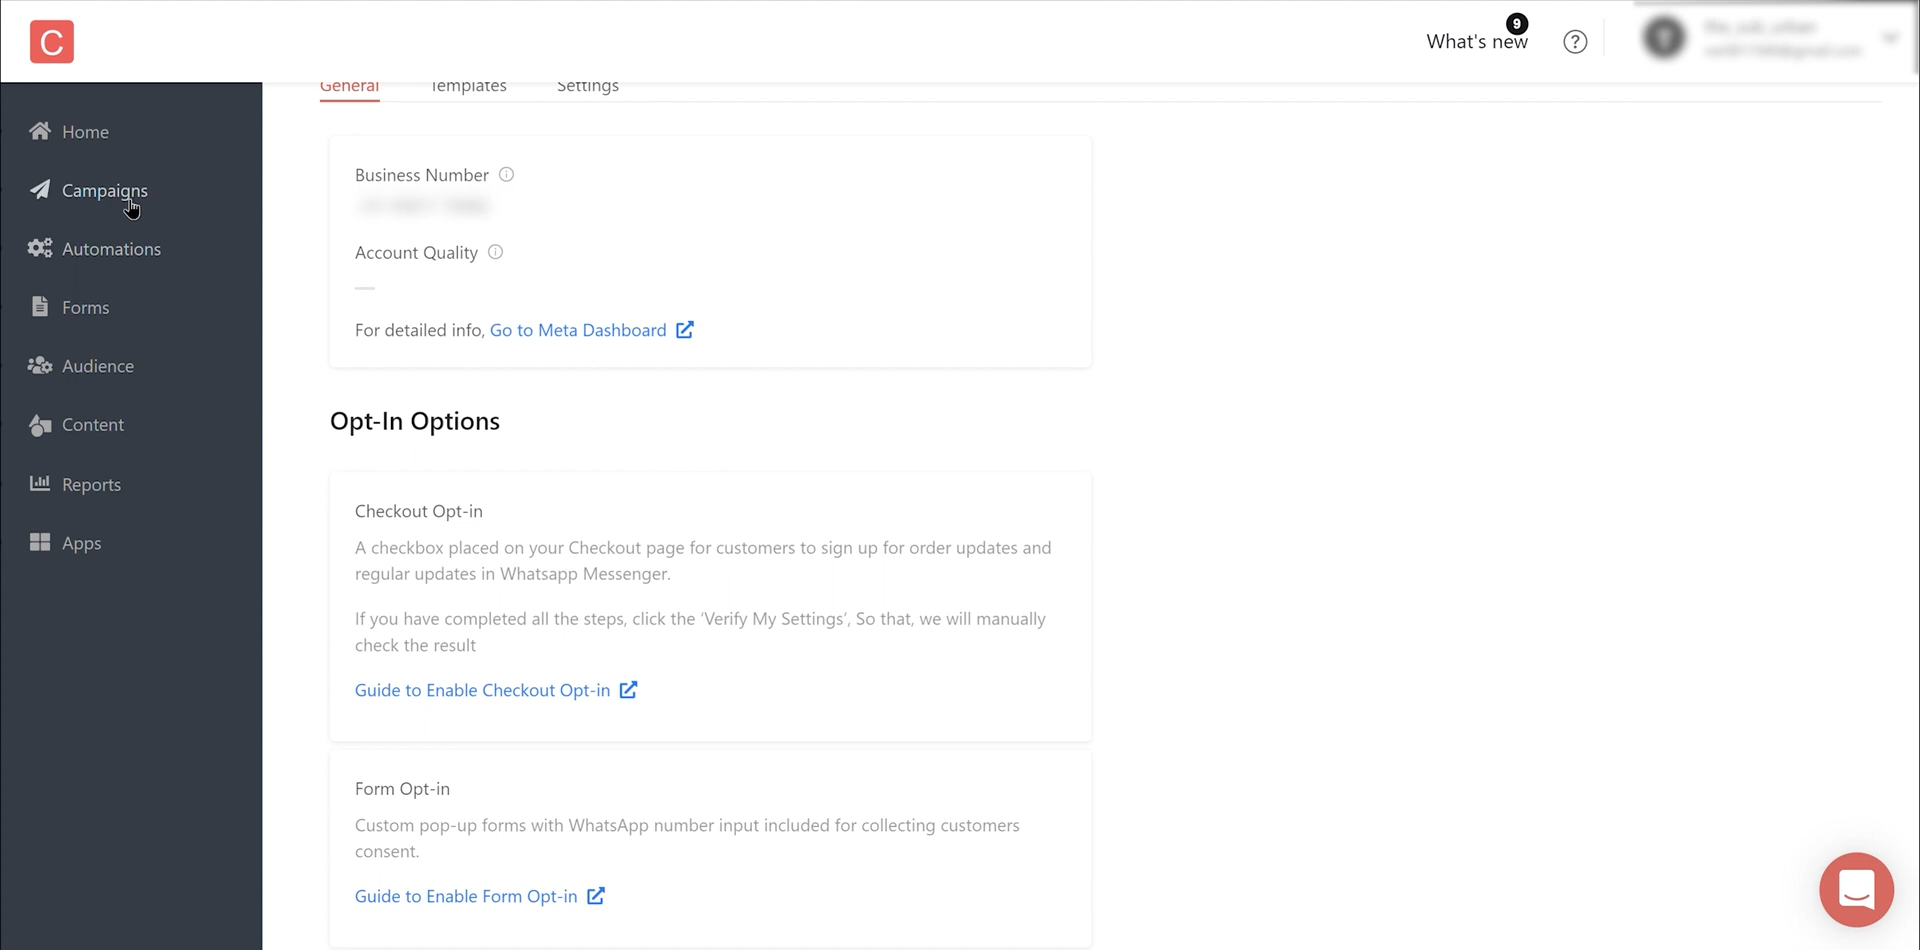 C
What's new
9
?
General
Templates
Settings
Home
Campaigns
Automations
Forms
Audience
Content
Reports
Apps
Business Number
Account Quality
For detailed info, Go to Meta Dashboard
Opt-In Options
Checkout Opt-in
A checkbox placed on your Checkout page for customers to sign up for order updates and
regular updates in Whatsapp Messenger.
If you have completed all the steps, click the ‘Verify My Settings’, So that, we will manually
check the result
Guide to Enable Checkout Opt-in
Form Opt-in
Custom pop-up forms with WhatsApp number input included for collecting customers
consent.
Guide to Enable Form Opt-in